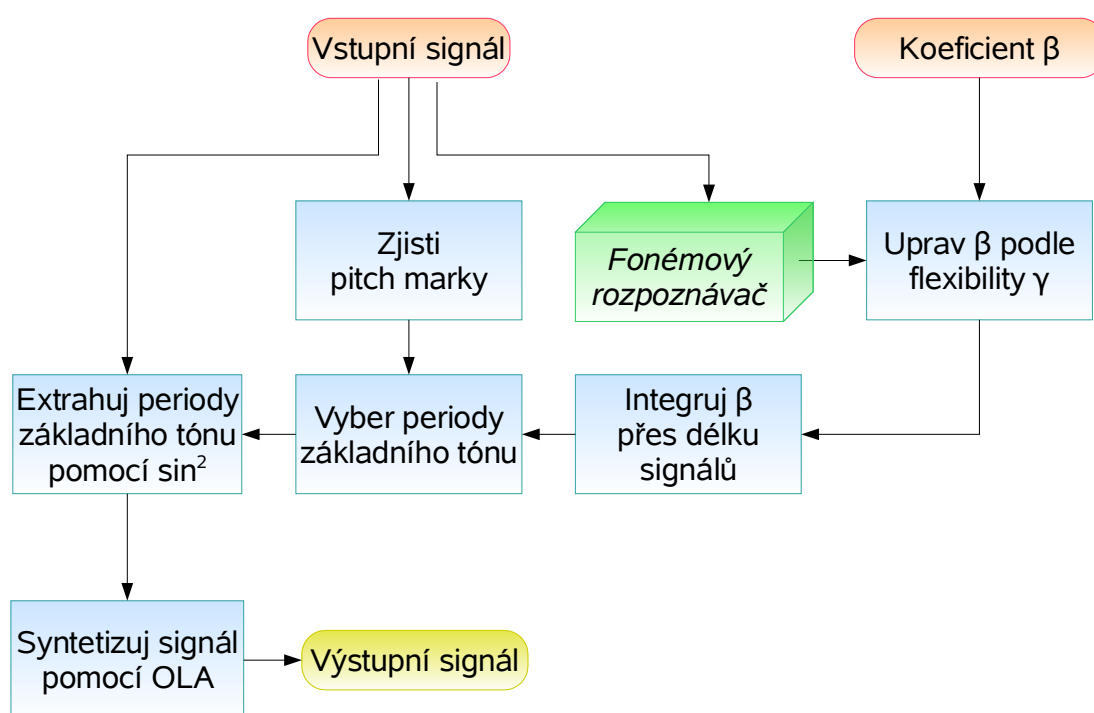 Vstupní signál
Koeficient β
Zjisti
pitch marky
Fonémový
rozpoznávač
Uprav β podle
flexibility γ
Extrahuj periody
základního tónu
pomocí sin²
Vyber periody
základního tónu
Integruj β
přes délku
signálů
Syntetizuj signál
pomocí OLA
Výstupní signál